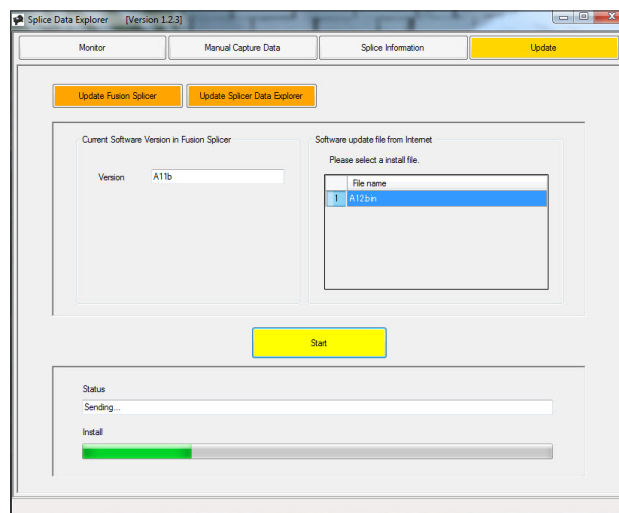 Splice Data Explorer [Version 1.2.3]
Monitor
Manual Capture Data
Splice Information
Update
Update Fusion Splicer
Update Splicer Data Explorer
Current Software Version in Fusion Splicer
Version
A11b
Software update file from Internet
Please select a install file.
File name
1 A12.bin
Start
Status
Sending...
Install